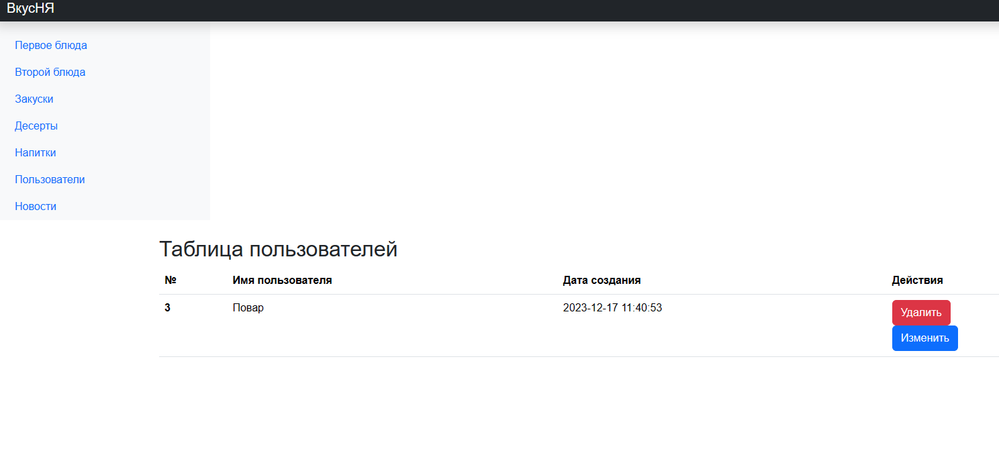 ВкусНЯ
Первое блюда
Второй блюда
Закуски
Десерты
Напитки
Пользователи
Новости
Таблица пользователей
№ Имя пользователя Дата создания Действия
3 Повар 2023-12-17 11:40:53 Удалить
Изменить